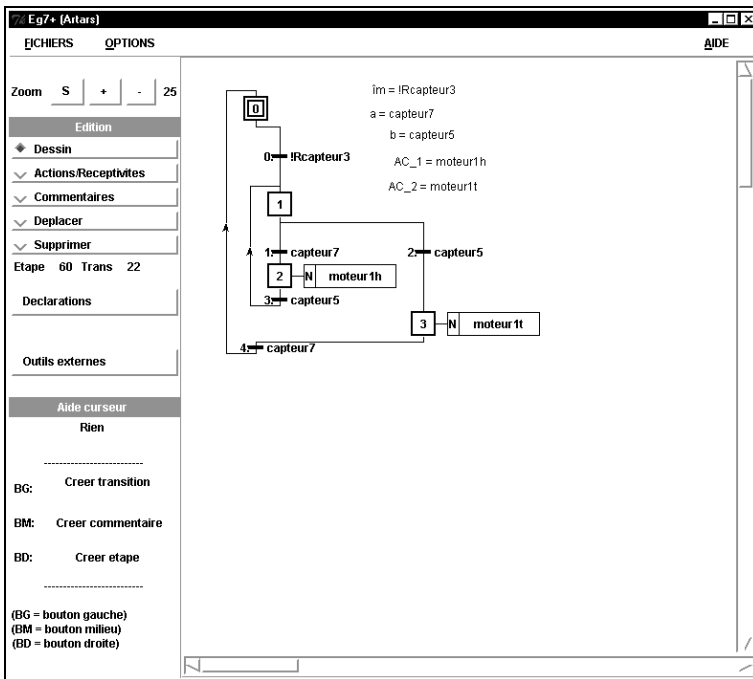 Eg7+ (Artars)
FICHIERS OPTIONS AIDE
Zoom S + - 25
Edition
Dessin
Actions/Receptivites
Commentaires
Deplacer
Supprimer
Etape 60 Trans 22
Declarations
Outils externes
Aide curseur
Rien
-------------------------
BG: Creer transition
BM: Creer commentaire
BD: Creer etape
-------------------------
(BG = bouton gauche)
(BM = bouton milieu)
(BD = bouton droite)
îm = !Rcapteur3
a = capteur7
b = capteur5
AC_1 = moteur1h
AC_2 = moteur1t
0
0. !Rcapteur3
1
1. capteur7
2. capteur5
2 N moteur1h
3. capteur5
3 N moteur1t
4. capteur7